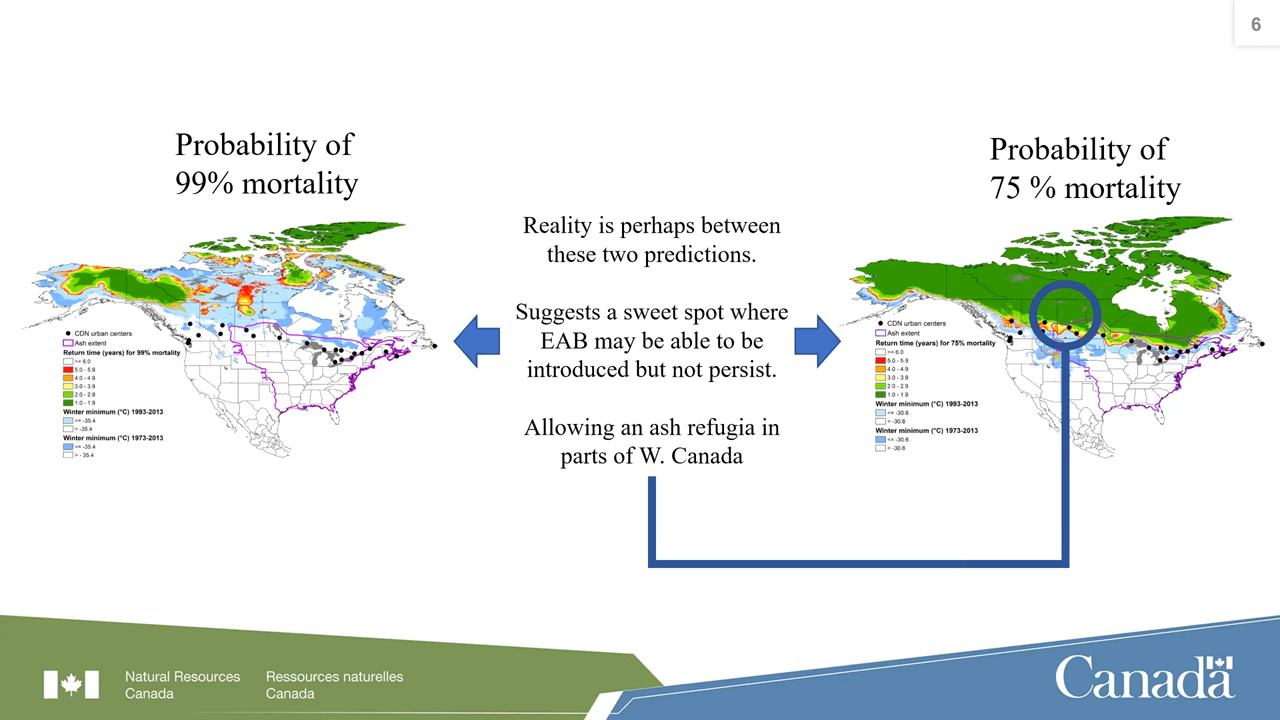 6
Probability of
99% mortality
Probability of
75 % mortality
Reality is perhaps between
these two predictions.
Suggests a sweet spot where
EAB may be able to be
introduced but not persist.
Allowing an ash refugia in
parts of W. Canada
CDN urban centers
Ash extent
Return time (years) for 99% mortality
>= 6.0
5.0 - 5.9
4.0 - 4.9
3.0 - 3.9
2.0 - 2.9
1.0 - 1.9
Winter minimum (°C) 1993-2013
<= -35.4
> -35.4
Winter minimum (°C) 1973-2013
<= -35.4
> - 35.4
CDN urban centers
Ash extent
Return time (years) for 75% mortality
>= 6.0
5.0 - 5.9
4.0 - 4.9
3.0 - 3.9
2.0 - 2.9
1.0 - 1.9
Winter minimum (°C) 1993-2013
<= -30.6
> -30.6
Winter minimum (°C) 1973-2013
<= -30.6
> -30.6
Natural Resources
Canada
Ressources naturelles
Canada
Canada